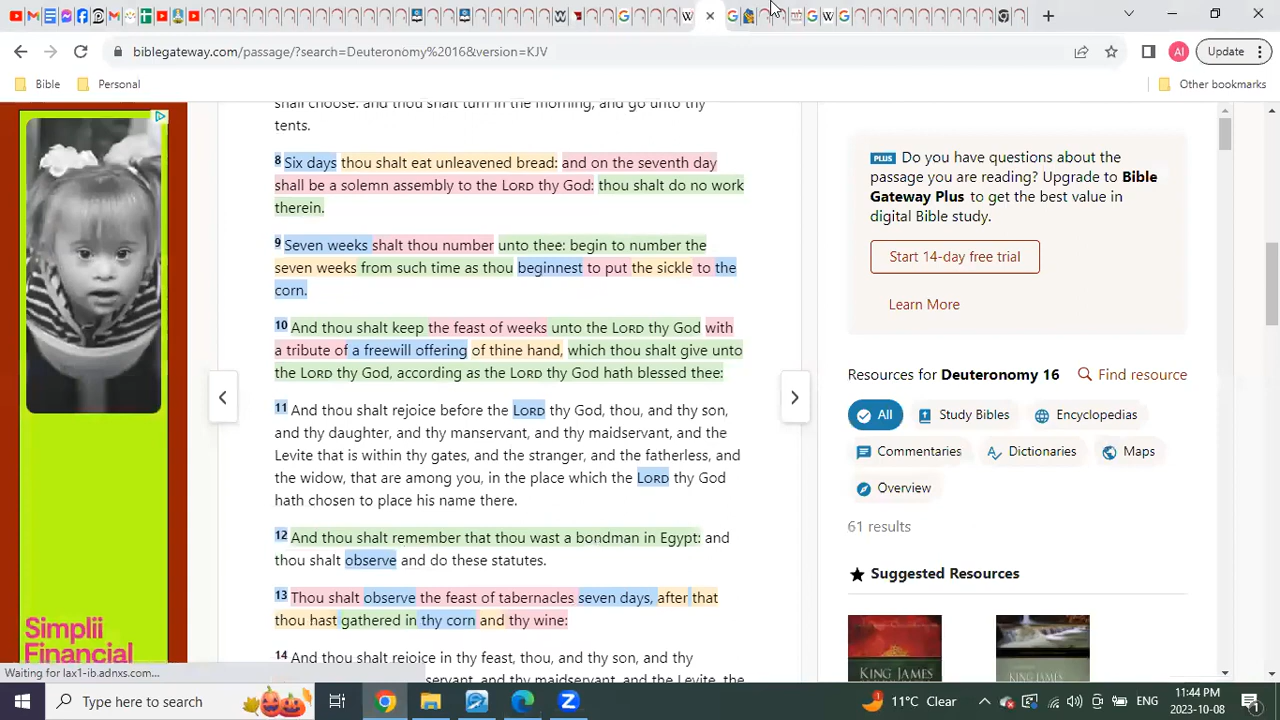 biblegateway.com/passage/?search=Deuteronomy%2016&version=KJV
AI
Update
Bible
Personal
Other bookmarks
shall choose: and thou shalt turn in the morning, and go unto thy
tents.
8 Six days thou shalt eat unleavened bread: and on the seventh day
shall be a solemn assembly to the LORD thy God: thou shalt do no work
therein.
9 Seven weeks shalt thou number unto thee: begin to number the
seven weeks from such time as thou beginnest to put the sickle to the
corn.
10 And thou shalt keep the feast of weeks unto the LORD thy God with
a tribute of a freewill offering of thine hand, which thou shalt give unto
the LORD thy God, according as the LORD thy God hath blessed thee:
11 And thou shalt rejoice before the LORD thy God, thou, and thy son,
and thy daughter, and thy manservant, and thy maidservant, and the
Levite that is within thy gates, and the stranger, and the fatherless, and
the widow, that are among you, in the place which the LORD thy God
hath chosen to place his name there.
12 And thou shalt remember that thou wast a bondman in Egypt: and
thou shalt observe and do these statutes.
13 Thou shalt observe the feast of tabernacles seven days, after that
thou hast gathered in thy corn and thy wine:
14 And thou shalt rejoice in thy feast, thou, and thy son, and thy
servant, and thy maidservant, and the Levite, the
PLUS Do you have questions about the
passage you are reading? Upgrade to Bible
Gateway Plus to get the best value in
digital Bible study.
Start 14-day free trial
Learn More
Resources for Deuteronomy 16 Find resource
All Study Bibles Encyclopedias
Commentaries Dictionaries Maps
Overview
61 results
Suggested Resources
KING JAMES
KING JAMES
Simplii
Financial
Waiting for lax1-ib.adnxs.com...
Type here to search
11°C Clear
ENG
11:44 PM
2023-10-08
1